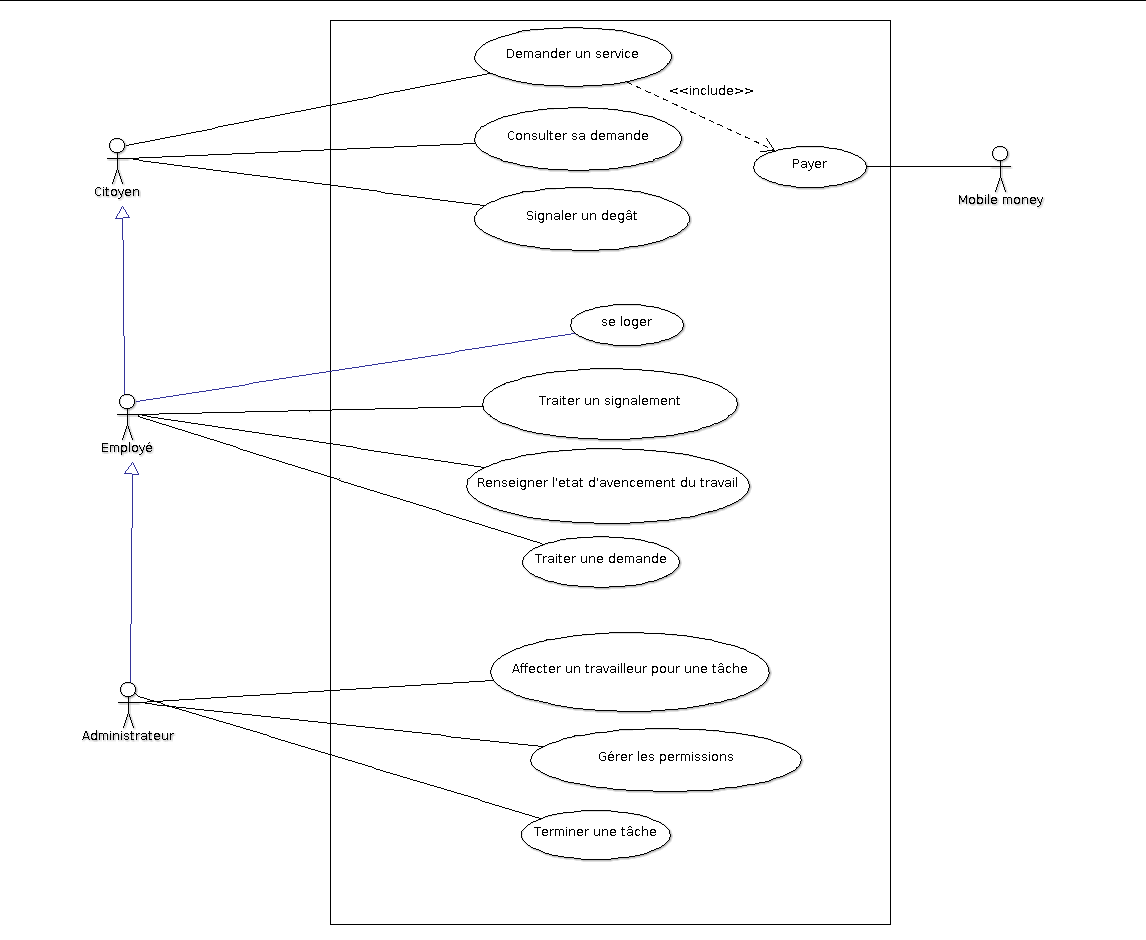 Demander un service
<<include>>
Consulter sa demande
Payer
Citoyen
Mobile money
Signaler un degât
se loger
Traiter un signalement
Employé
Renseigner l'etat d'avencement du travail
Traiter une demande
Affecter un travailleur pour une tâche
Administrateur
Gérer les permissions
Terminer une tâche